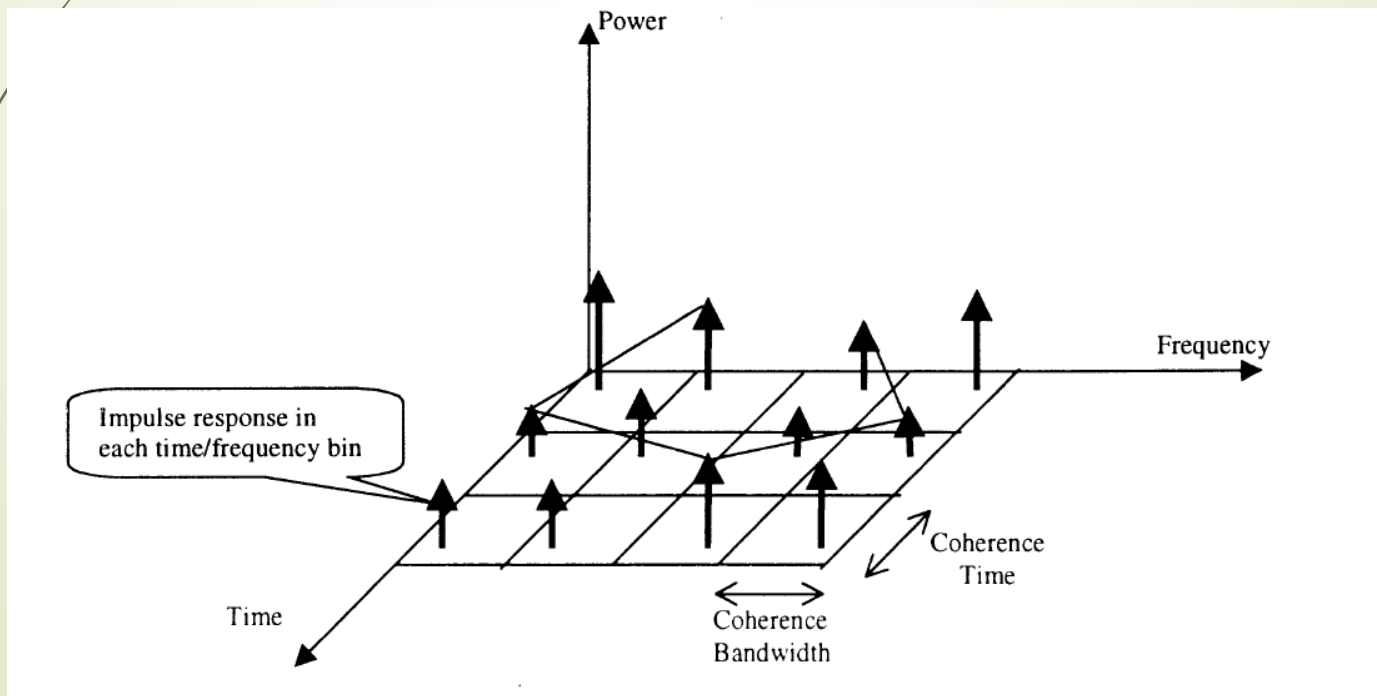 Power
Frequency
Impulse response in
each time/frequency bin
Coherence
Time
Time
Coherence
Bandwidth